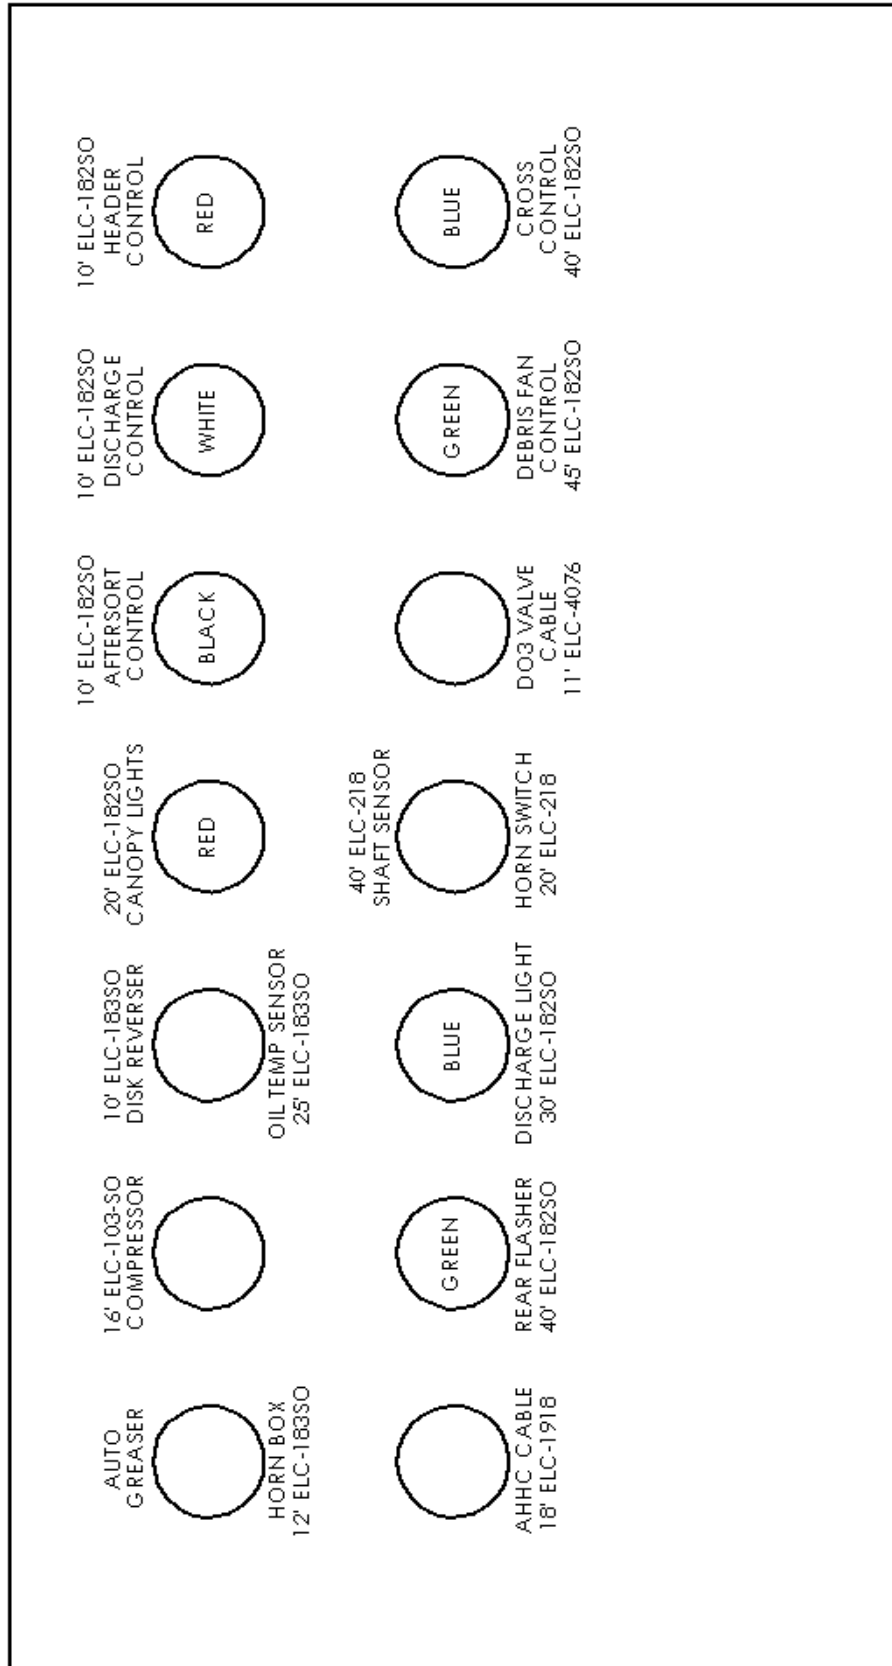 AUTO
GREASER
HORN BOX
12' ELC-183SO
16' ELC-103-SO
COMPRESSOR
10' ELC-183SO
DISK REVERSER
OIL TEMP SENSOR
25' ELC-183SO
20' ELC-182SO
CANOPY LIGHTS
RED
10' ELC-182SO
AFTERSORT
CONTROL
BLACK
10' ELC-182SO
DISCHARGE
CONTROL
WHITE
10' ELC-182SO
HEADER
CONTROL
RED
AHHC CABLE
18' ELC-1918
GREEN
REAR FLASHER
40' ELC-182SO
BLUE
DISCHARGE LIGHT
30' ELC-182SO
40' ELC-218
SHAFT SENSOR
HORN SWITCH
20' ELC-218
DO3 VALVE
CABLE
11' ELC-4076
GREEN
DEBRIS FAN
CONTROL
45' ELC-182SO
BLUE
CROSS
CONTROL
40' ELC-182SO